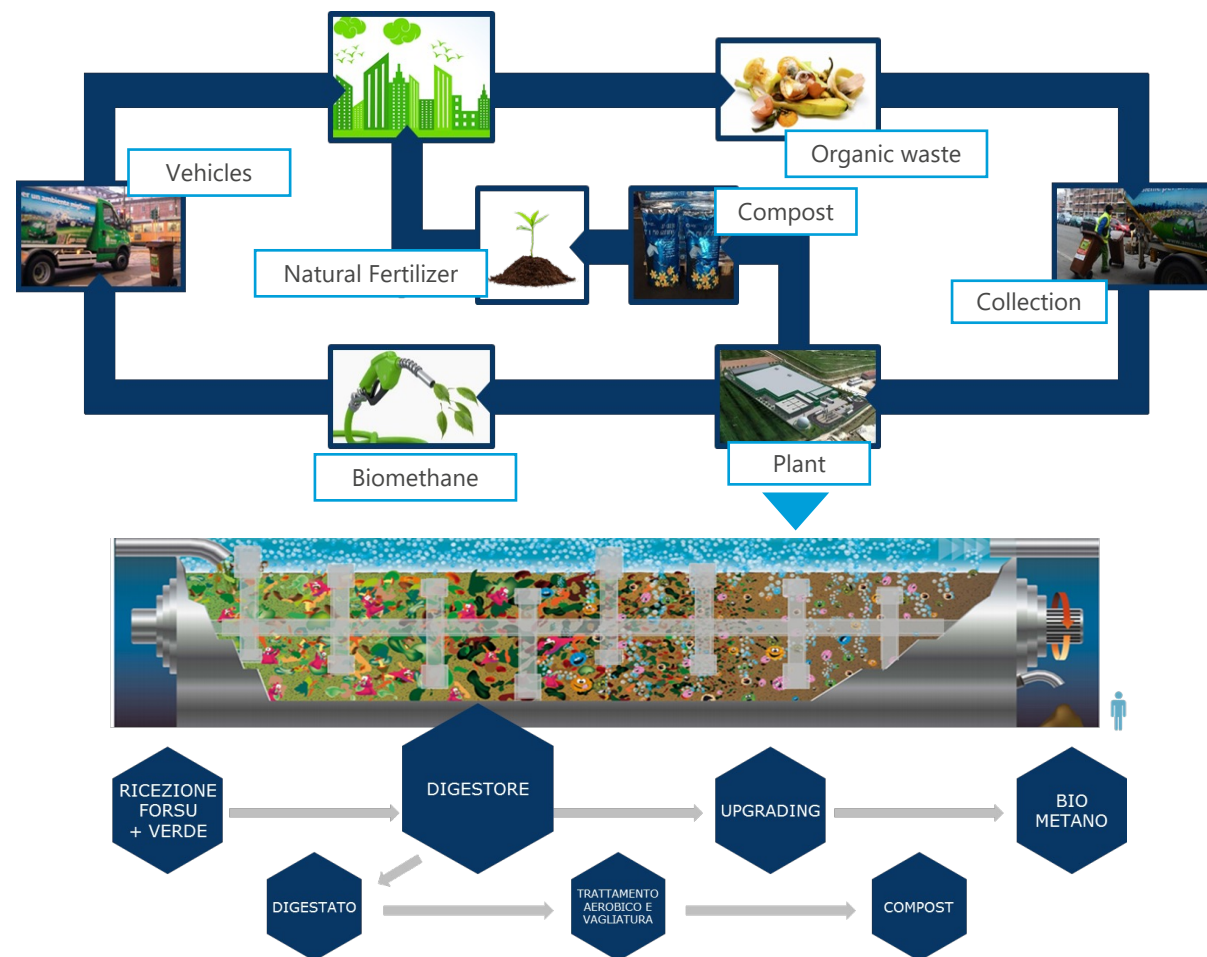 Organic waste
Vehicles
Compost
Natural Fertilizer
Collection
Biomethane
Plant
RICEZIONE
FORSU
+ VERDE
DIGESTORE
UPGRADING
BIO
METANO
DIGESTATO
TRATTAMENTO
AEROBICO E
VAGLIATURA
COMPOST